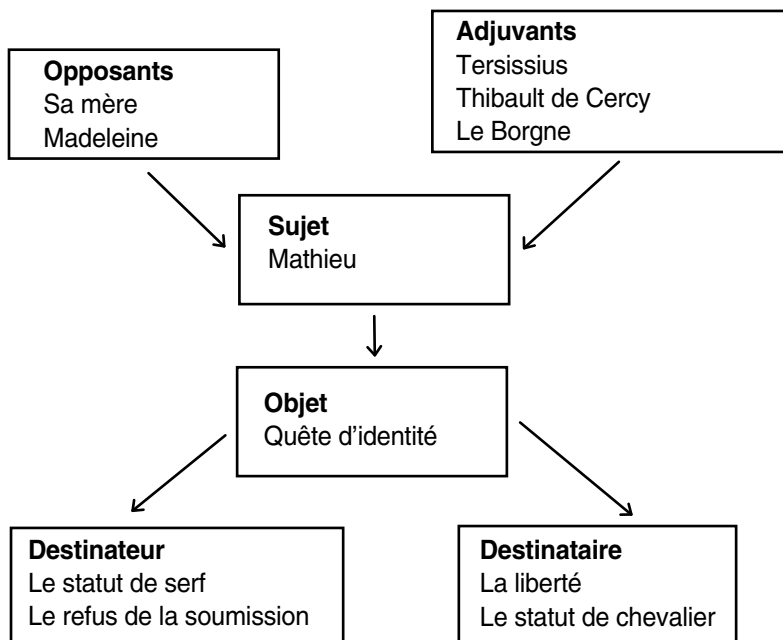 Opposants
Sa mère
Madeleine
Adjuvants
Tersissius
Thibault de Cercy
Le Borgne
Sujet
Mathieu
Objet
Quête d’identité
Destinateur
Le statut de serf
Le refus de la soumission
Destinataire
La liberté
Le statut de chevalier